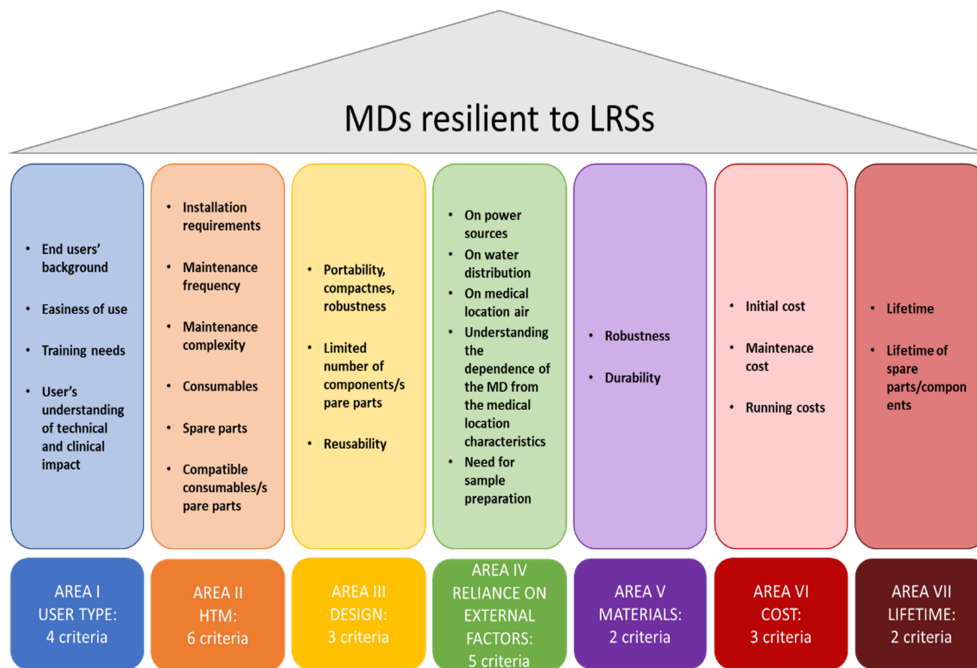 MDs resilient to LRSs
• End users'
background
• Easiness of use
• Training needs
• User's
understanding
of technical
and clinical
impact
• Installation
requirements
• Maintenance
frequency
• Maintenance
complexity
• Consumables
• Spare parts
• Compatible
consumables/s
pare parts
• Portability,
compactnes,
robustness
• Limited
number of
components/s
pare parts
• Reusability
• On power
sources
• On water
distribution
• On medical
location air
• Understanding
the
dependence of
the MD from
the medical
location
characteristics
• Need for
sample
preparation
• Robustness
• Durability
• Initial cost
• Maintenace
cost
• Running costs
• Lifetime
• Lifetime of
spare
parts/compon
ents
AREA I
USER TYPE:
4 criteria
AREA II
HTM:
6 criteria
AREA III
DESIGN:
3 criteria
AREA IV
RELIANCE ON
EXTERNAL
FACTORS:
5 criteria
AREA V
MATERIALS:
2 criteria
AREA VI
COST:
3 criteria
AREA VII
LIFETIME:
2 criteria